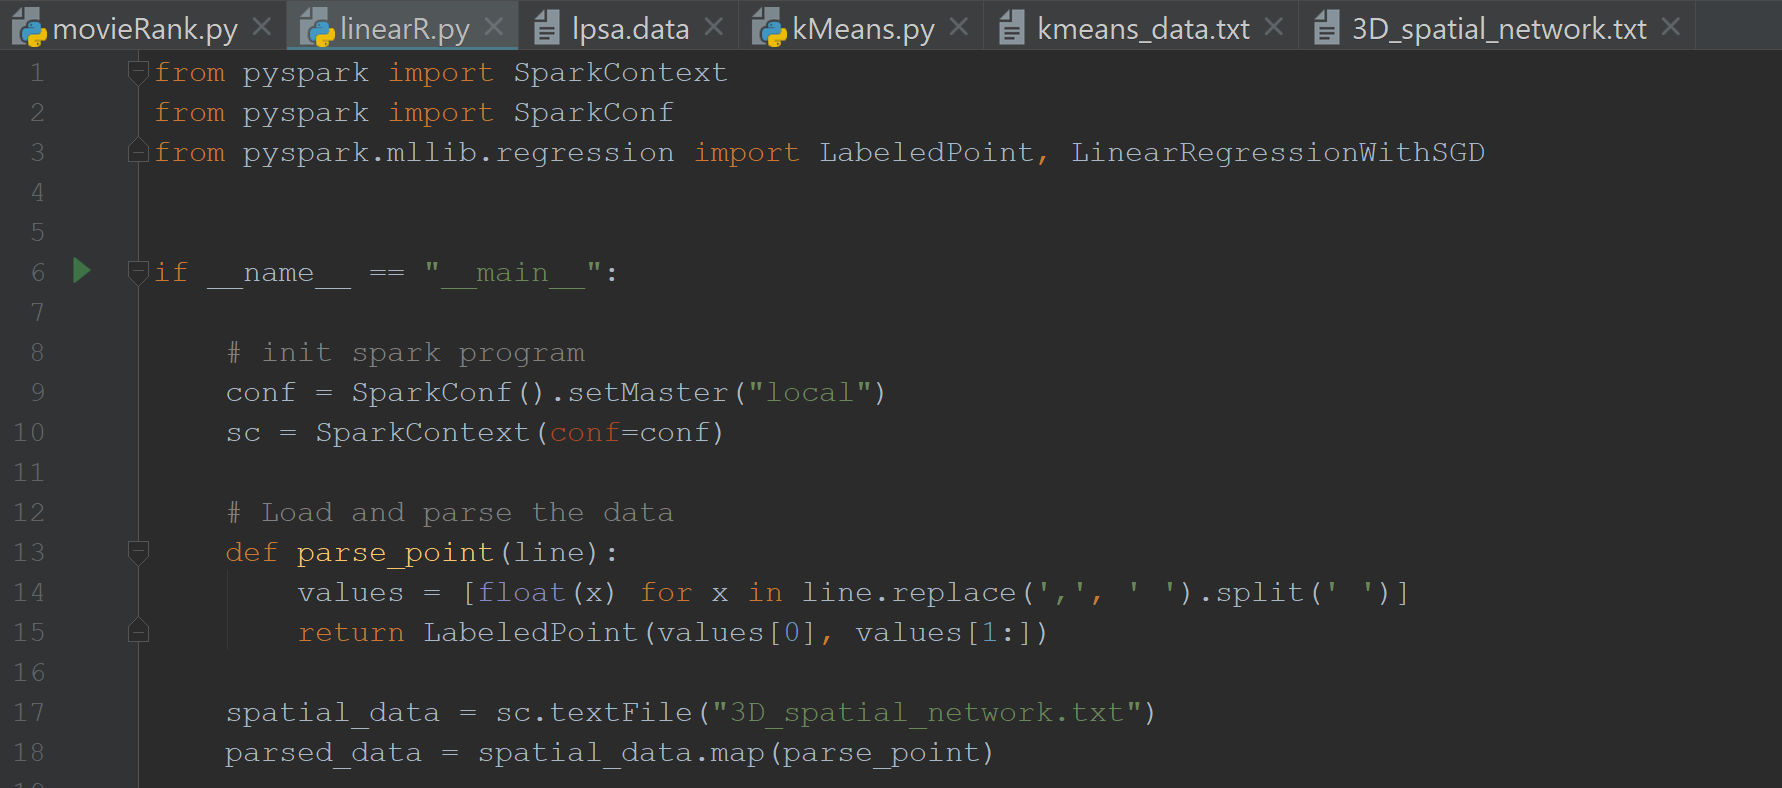 movieRank.py linearR.py lpsa.data kMeans.py kmeans_data.txt 3D_spatial_network.txt
1 from pyspark import SparkContext
2 from pyspark import SparkConf
3 from pyspark.mllib.regression import LabeledPoint, LinearRegressionWithSGD
4
5
6 if __name__ == "__main__":
7
8 # init spark program
9 conf = SparkConf().setMaster("local")
10 sc = SparkContext(conf=conf)
11
12 # Load and parse the data
13 def parse_point(line):
14 values = [float(x) for x in line.replace(',', ' ').split(' ')]
15 return LabeledPoint(values[0], values[1:])
16
17 spatial_data = sc.textFile("3D_spatial_network.txt")
18 parsed_data = spatial_data.map(parse_point)